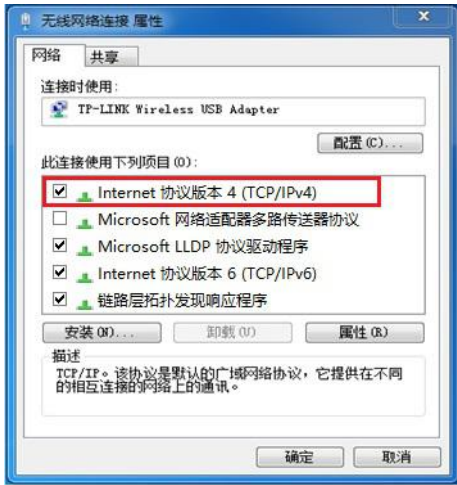 无线网络连接 属性
网络
共享
连接时使用:
TP-LINK Wireless USB Adapter
配置(C)...
此连接使用下列项目(O):
Internet 协议版本 4 (TCP/IPv4)
Microsoft 网络适配器多路传送器协议
Microsoft LLDP 协议驱动程序
Internet 协议版本 6 (TCP/IPv6)
链路层拓扑发现响应程序
安装(N)...
卸载(U)
属性(R)
描述
TCP/IP。该协议是默认的广域网络协议，它提供在不同
的相互连接的网络上的通讯。
确定
取消